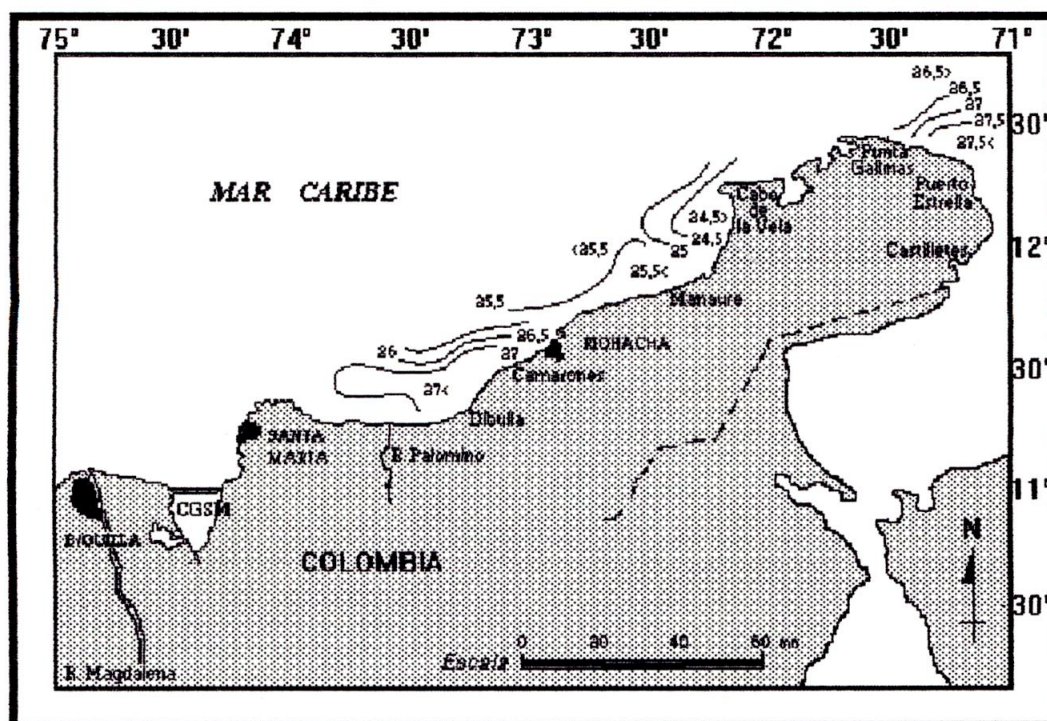 75° 30' 74° 30' 73° 30' 72° 30' 71°
26,5>
26,5
27
27,5
27,5<
30'
Punta
Gallinas
Puerto
Estrella
MAR CARIBE
Cabo
de
la Vela
24,5>
24,5
25
<25,5
25,5<
12°
Castilletes
Manaure
25,5
26,5
26
27
RIOHACHA
Camarones
30'
27<
Dibulla
SANTA
MARTA
R. Palomino
11°
CGSM
B/QUILLA
N
COLOMBIA
30'
0 20 40 60 mn
Escala
R. Magdalena